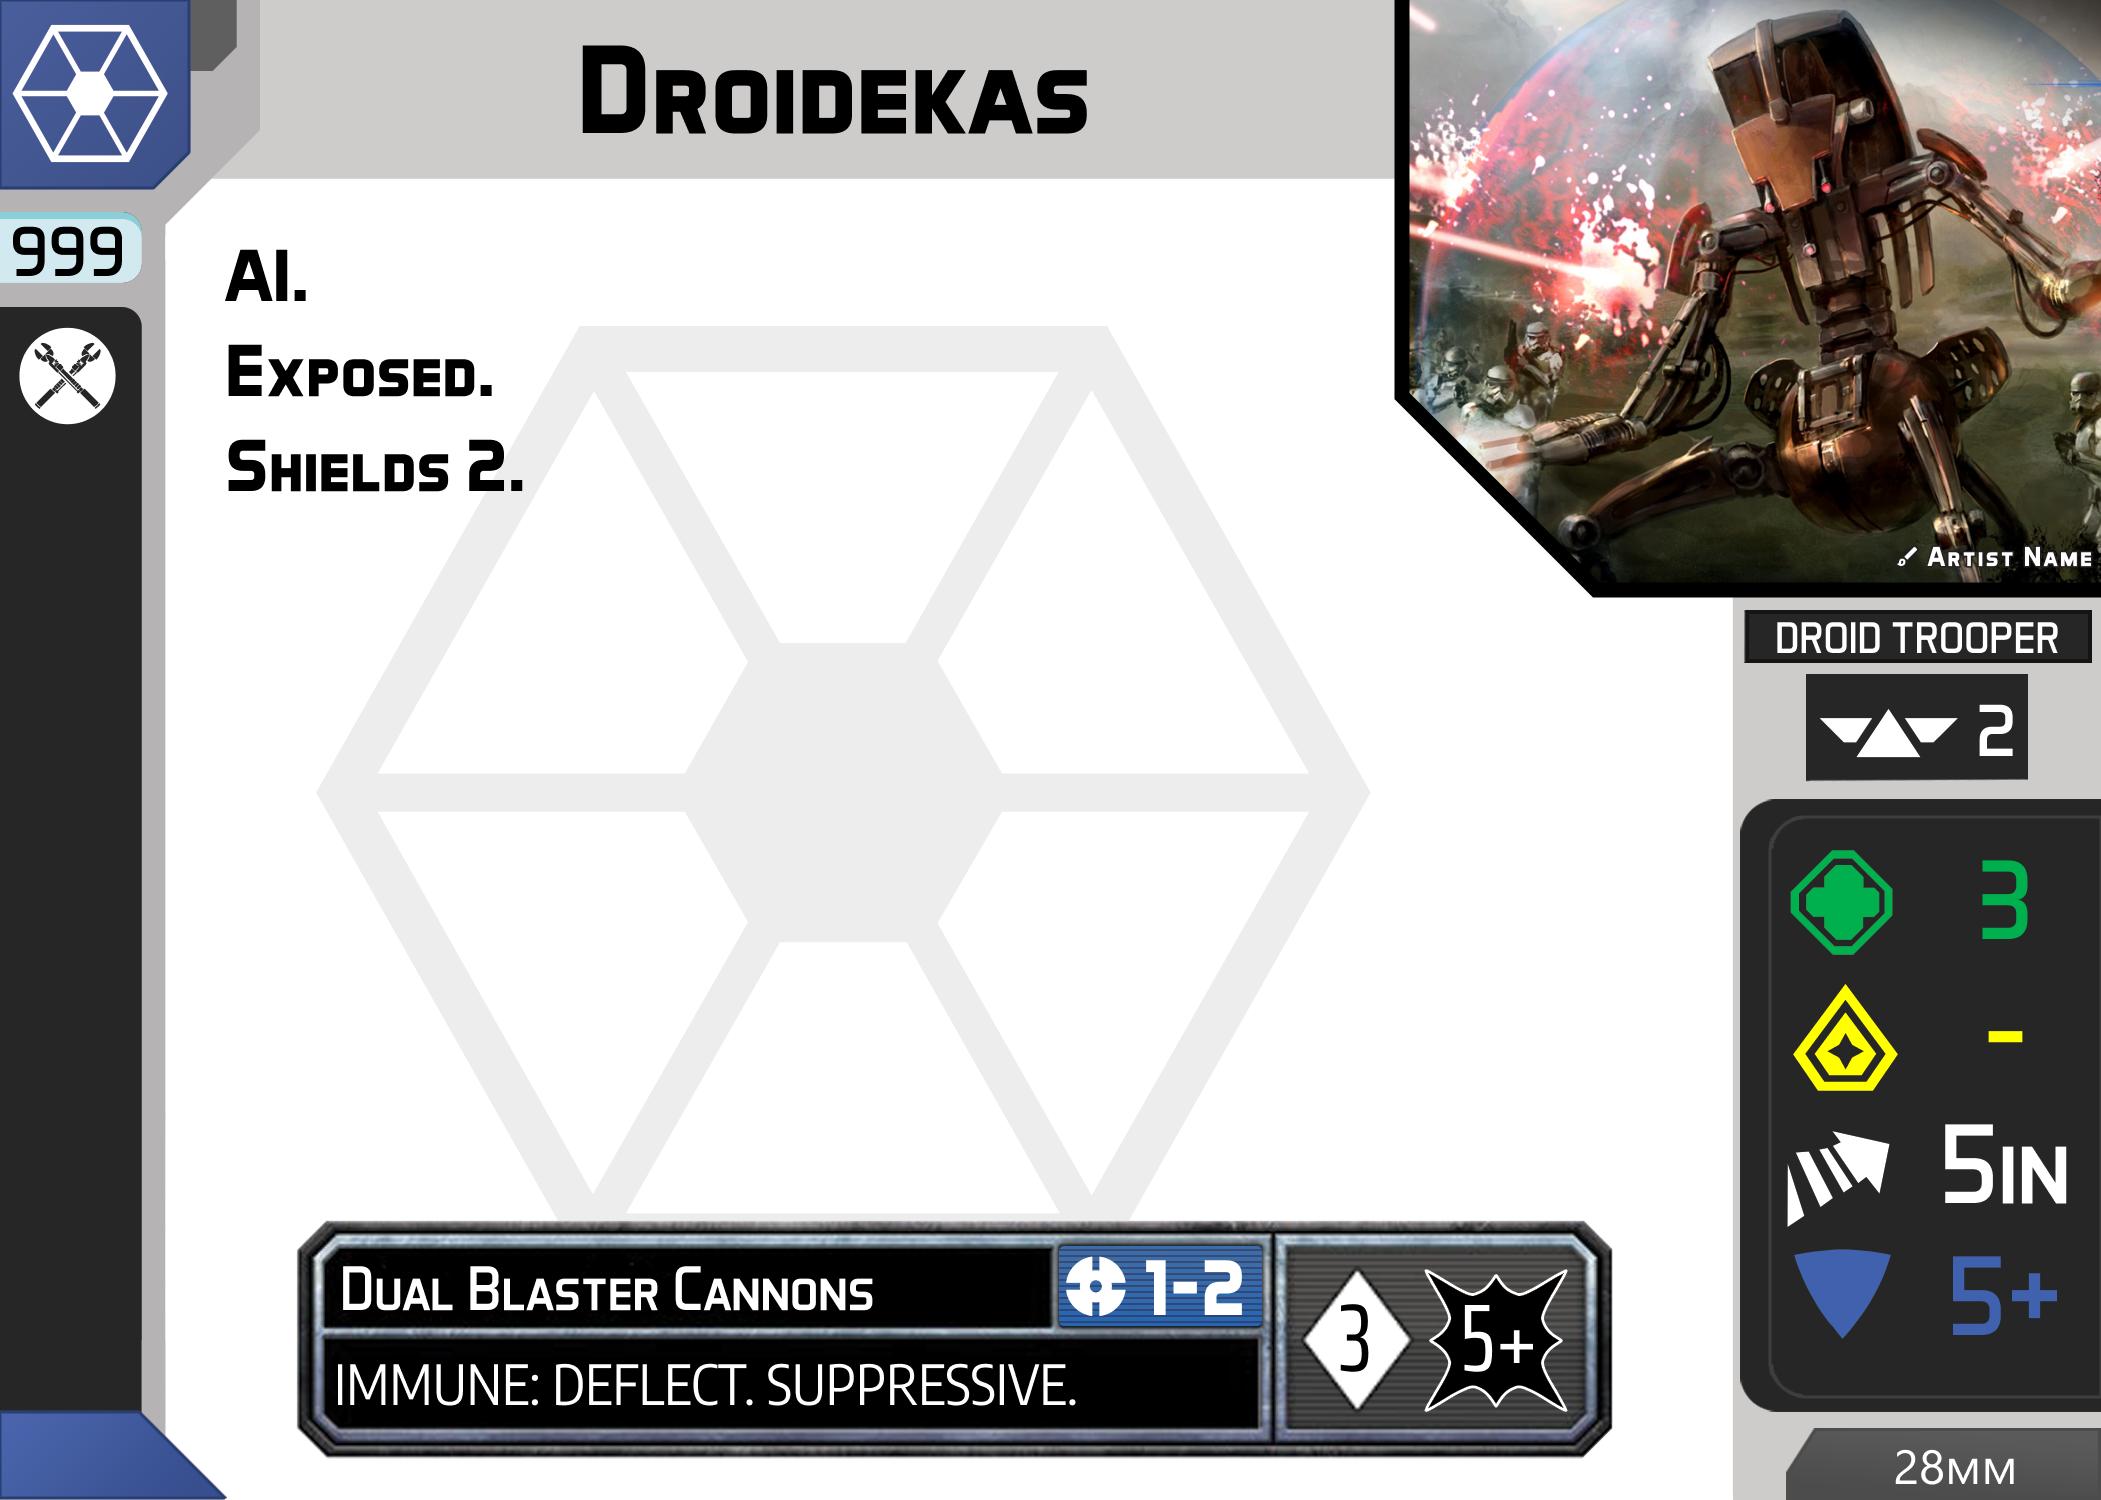 Droidekas
999
AI.
Exposed.
Shields 2.
Artist Name
DROID TROOPER
2
3
-
5in
5+
Dual Blaster Cannons
1-2
IMMUNE: DEFLECT. SUPPRESSIVE.
3
5+
28mm